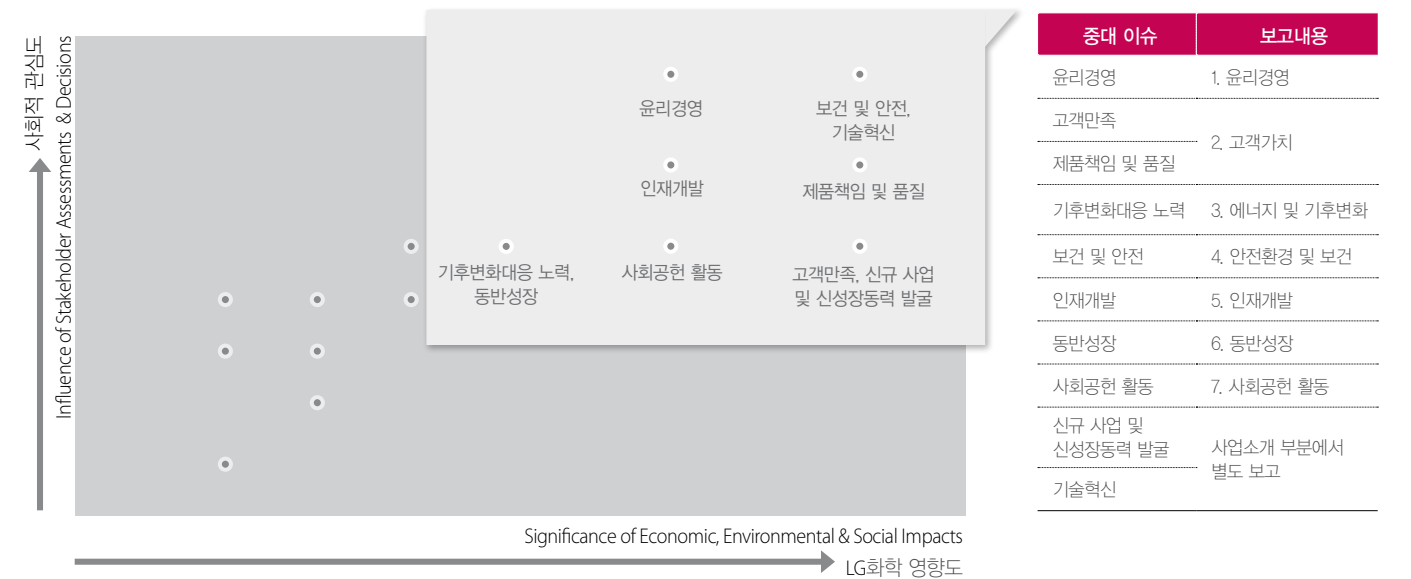 사회적 관심도
Influence of Stakeholder Assessments & Decisions
윤리경영
보건 및 안전,
기술혁신
인재개발
제품책임 및 품질
기후변화대응 노력,
동반성장
사회공헌 활동
고객만족, 신규 사업
및 신성장동력 발굴
Significance of Economic, Environmental & Social Impacts
LG화학 영향도
중대 이슈 보고내용
윤리경영 1. 윤리경영
고객만족
2. 고객가치
제품책임 및 품질
기후변화대응 노력 3. 에너지 및 기후변화
보건 및 안전 4. 안전환경 및 보건
인재개발 5. 인재개발
동반성장 6. 동반성장
사회공헌 활동 7. 사회공헌 활동
신규 사업 및
신성장동력 발굴
사업소개 부분에서
별도 보고
기술혁신